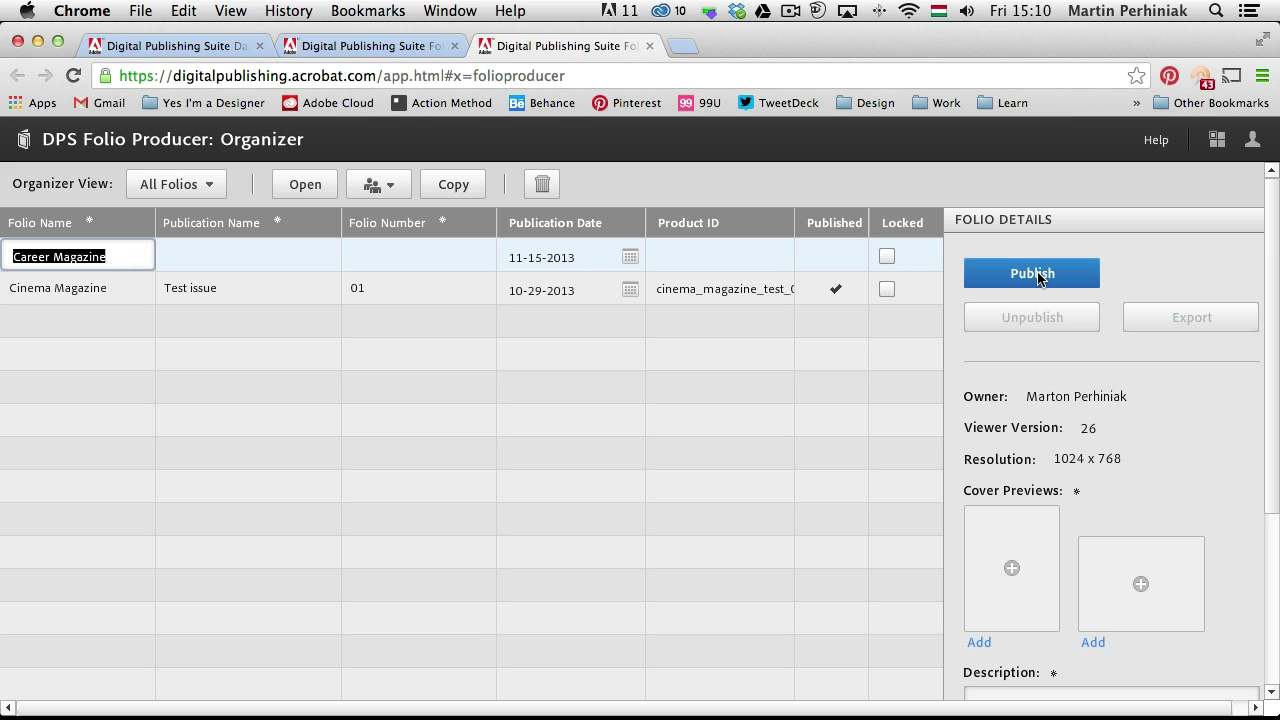 Chrome File Edit View History Bookmarks Window Help 11 10 Fri 15:10 Martin Perhiniak
Digital Publishing Suite Da × Digital Publishing Suite Fo × Digital Publishing Suite Fo ×
https://digitalpublishing.acrobat.com/app.html#x=folioproducer 43
Apps Gmail Yes I'm a Designer Adobe Cloud Action Method Bē Behance Pinterest 99 99U TweetDeck Design Work Learn » Other Bookmarks
DPS Folio Producer: Organizer Help
Organizer View: All Folios Open Copy
Folio Name * Publication Name * Folio Number * Publication Date Product ID Published Locked
Career Magazine 11-15-2013
Cinema Magazine Test issue 01 10-29-2013 cinema_magazine_test_0
FOLIO DETAILS
Publish
Unpublish Export
Owner: Marton Perhiniak
Viewer Version: 26
Resolution: 1024 x 768
Cover Previews: *
Add Add
Description: *